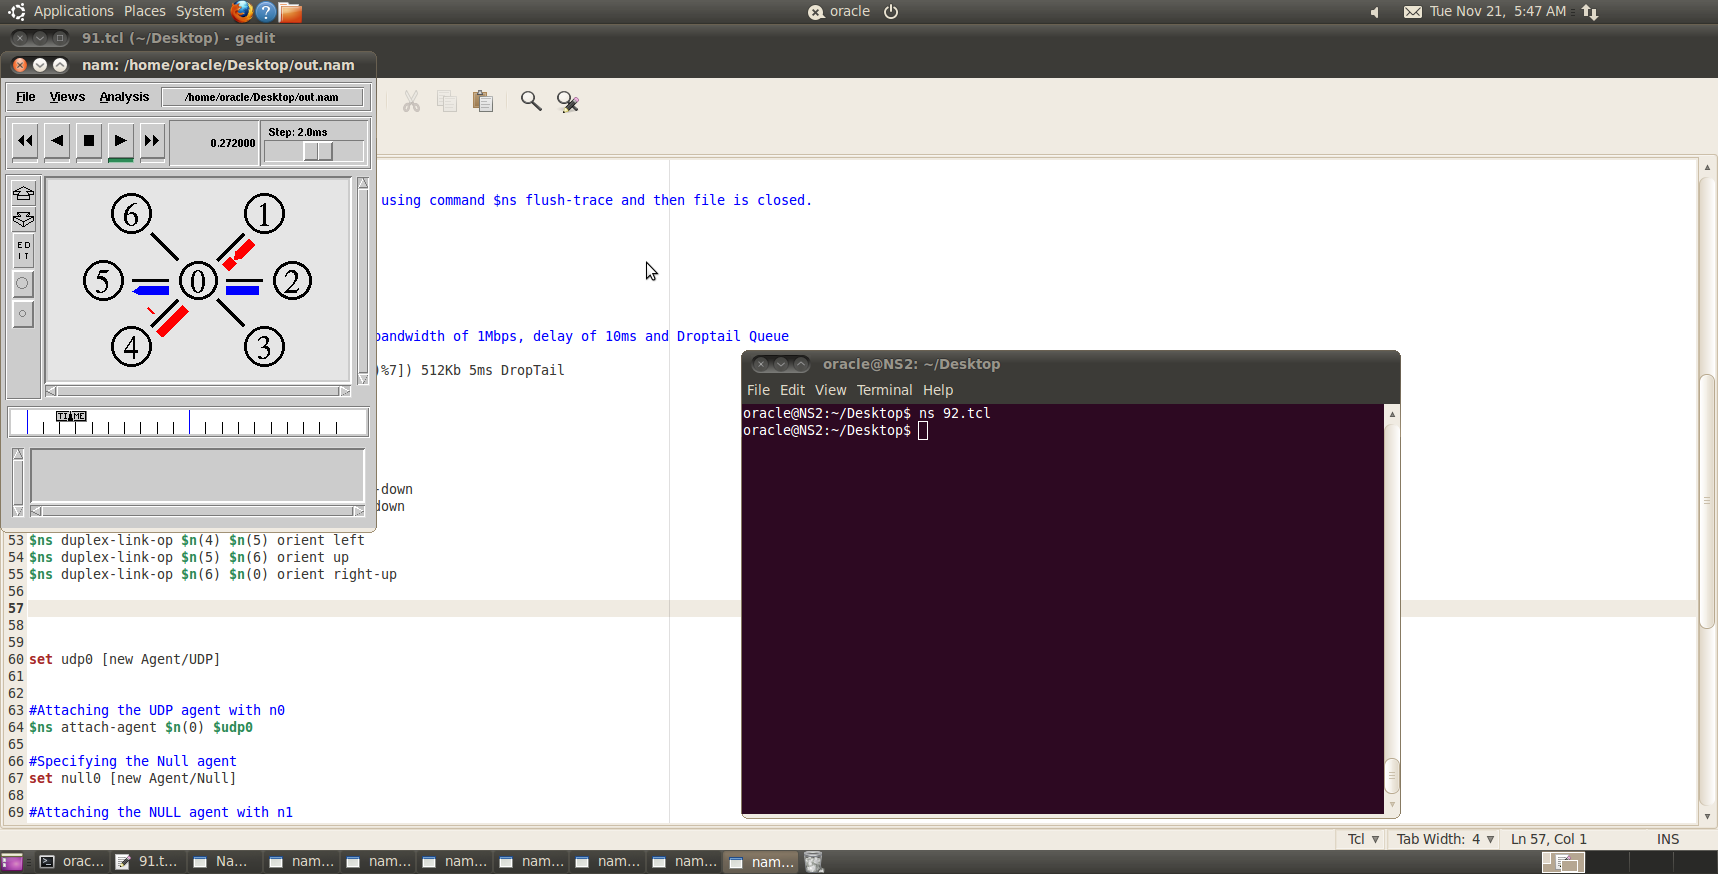 Applications Places System
oracle
Tue Nov 21, 5:47 AM
91.tcl (~/Desktop) - gedit
nam: /home/oracle/Desktop/out.nam
File Views Analysis /home/oracle/Desktop/out.nam
0.272000
Step: 2.0ms
E D
I T
6
1
5
0
2
4
3
TIME
using command $ns flush-trace and then file is closed.
bandwidth of 1Mbps, delay of 10ms and Droptail Queue
)%7]) 512Kb 5ms DropTail
-down
down
53 $ns duplex-link-op $n(4) $n(5) orient left
54 $ns duplex-link-op $n(5) $n(6) orient up
55 $ns duplex-link-op $n(6) $n(0) orient right-up
56
57
58
59
60 set udp0 [new Agent/UDP]
61
62
63 #Attaching the UDP agent with n0
64 $ns attach-agent $n(0) $udp0
65
66 #Specifying the Null agent
67 set null0 [new Agent/Null]
68
69 #Attaching the NULL agent with n1
oracle@NS2: ~/Desktop
File Edit View Terminal Help
oracle@NS2:~/Desktop$ ns 92.tcl
oracle@NS2:~/Desktop$
Tcl Tab Width: 4 Ln 57, Col 1 INS
orac... 91.t... Na... nam... nam... nam... nam... nam... nam... nam...